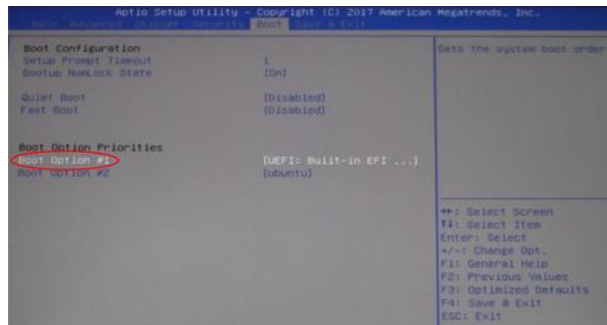 Aptio Setup Utility – Copyright (C) 2017 American Megatrends, Inc.
Main Advanced Chipset Security Boot Save & Exit
Boot Configuration
Setup Prompt Timeout 1
Bootup NumLock State [On]
Quiet Boot [Disabled]
Fast Boot [Disabled]
Boot Option Priorities
Boot Option #1 [UEFI: Built-in EFI ...]
Boot Option #2 [ubuntu]
Sets the system boot order
→←: Select Screen
↑↓: Select Item
Enter: Select
+/-: Change Opt.
F1: General Help
F2: Previous Values
F3: Optimized Defaults
F4: Save & Exit
ESC: Exit